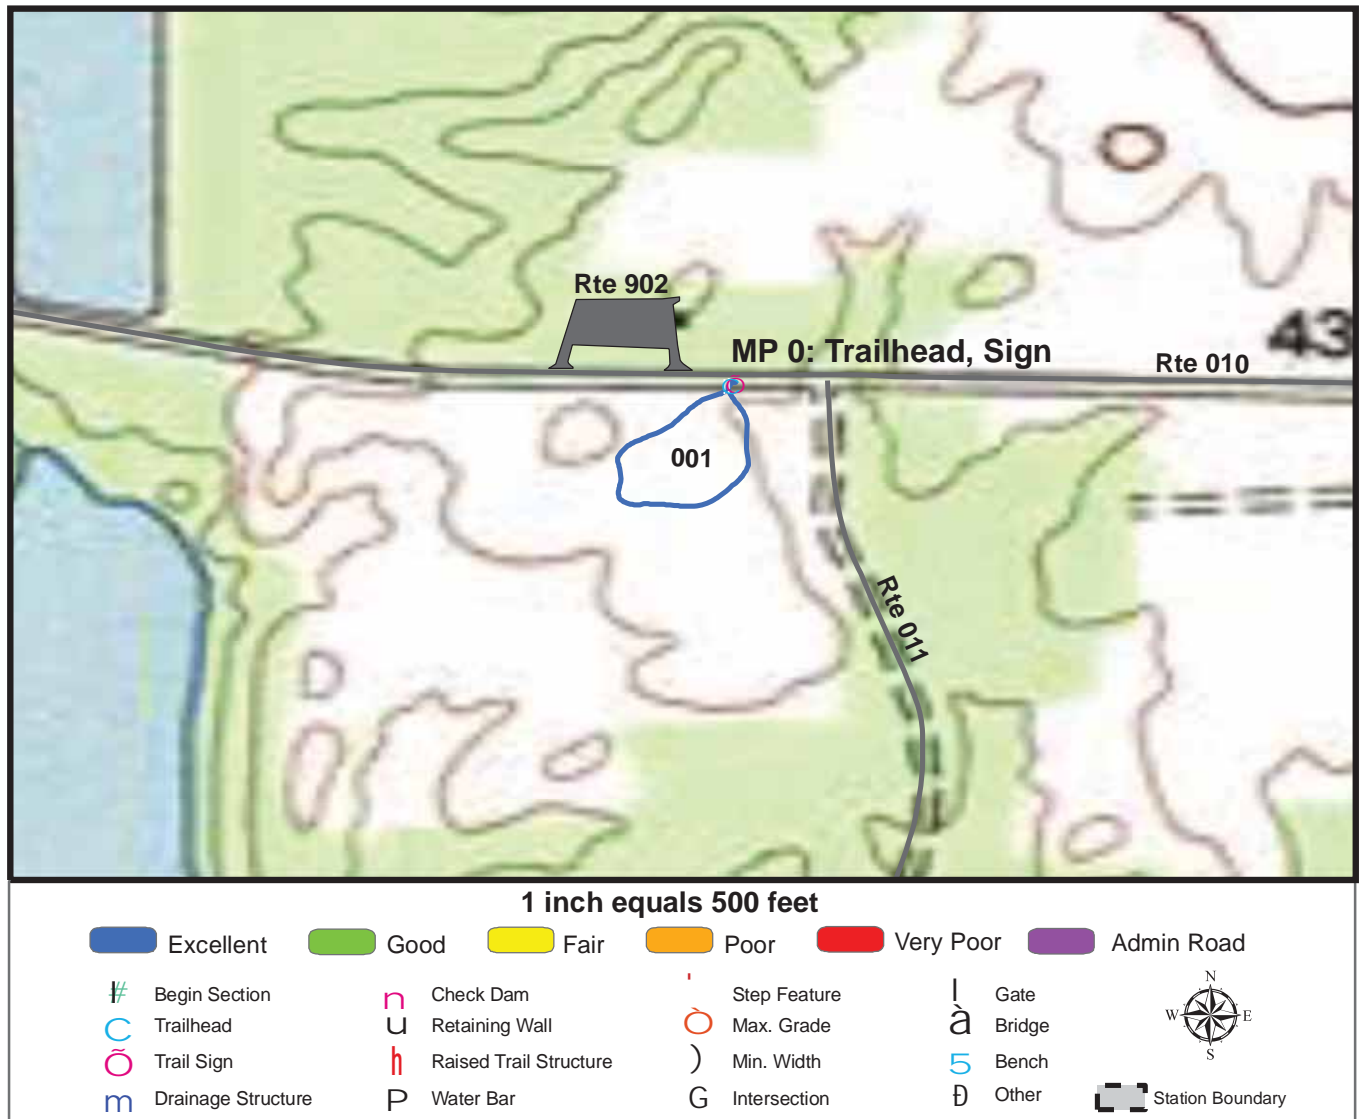 Rte 902
43
MP 0: Trailhead, Sign
Rte 010
001
Rte 011
1 inch equals 500 feet
Excellent
Good
Fair
Poor
Very Poor
Admin Road
# Begin Section
C Trailhead
Õ Trail Sign
m Drainage Structure
n Check Dam
u Retaining Wall
h Raised Trail Structure
P Water Bar
' Step Feature
Ò Max. Grade
) Min. Width
G Intersection
l Gate
à Bridge
5 Bench
Đ Other
N
W E
S
Station Boundary